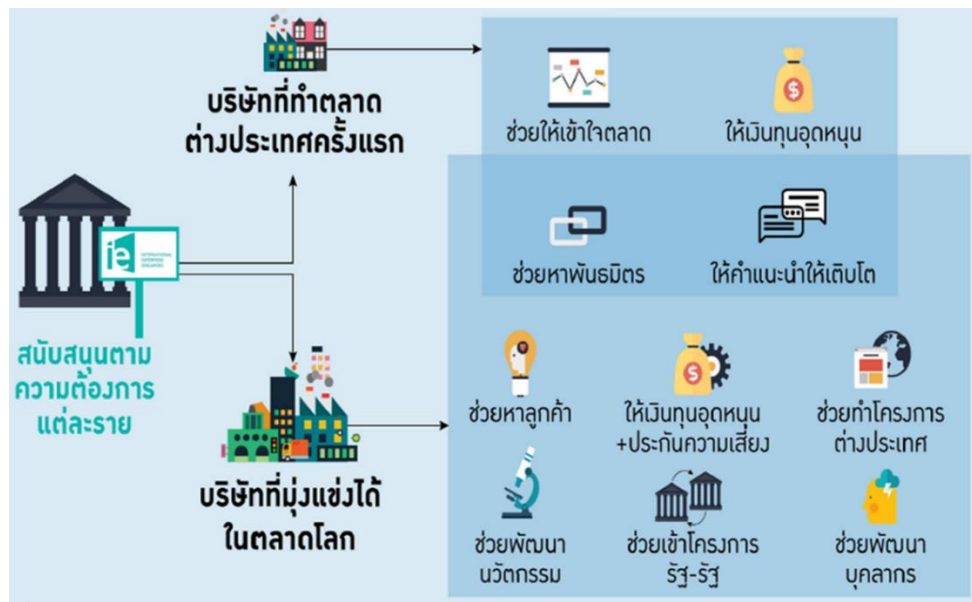 บริษัทที่ทำตลาด
ต่างประเทศครั้งแรก
ช่วยให้เข้าใจตลาด
ให้เงินทุนอุดหนุน
ช่วยหาพันธมิตร
ให้คำแนะนำให้เติบโต
ie
INTERNATIONAL
ENTERPRISE
SINGAPORE
สนับสนุนตาม
ความต้องการ
แต่ละราย
บริษัทที่มุ่งแข่งได้
ในตลาดโลก
ช่วยหาลูกค้า
ให้เงินทุนอุดหนุน
+ประกันความเสี่ยง
ช่วยทำโครงการ
ต่างประเทศ
ช่วยพัฒนา
นวัตกรรม
ช่วยเข้าโครงการ
รัฐ-รัฐ
ช่วยพัฒนา
บุคลากร